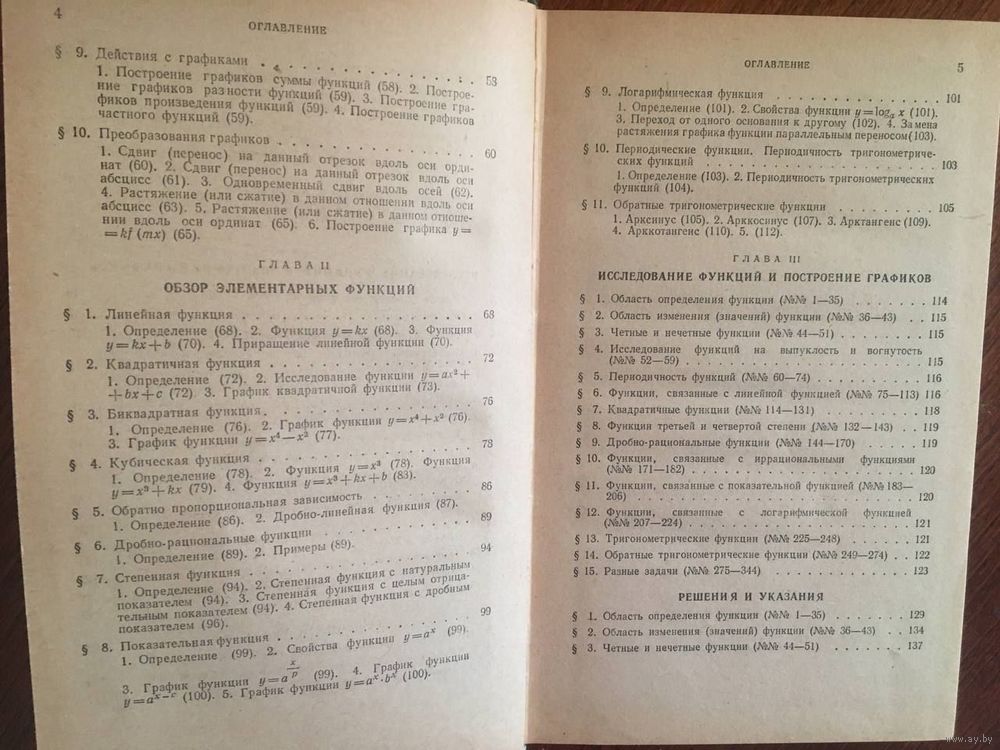 4
ОГЛАВЛЕНИЕ
§ 9. Действия с графиками . . . . . . . . . . . . . . . 53
1. Построение графиков суммы функций (58). 2. Построе-
ние графиков разности функций (59). 3. Построение гра-
фиков произведения функций (59). 4. Построение графиков
частного функций (59).
§ 10. Преобразования графиков . . . . . . . . . . . . . . 60
1. Сдвиг (перенос) на данный отрезок вдоль оси орди-
нат (60). 2. Сдвиг (перенос) на данный отрезок вдоль оси
абсцисс (61). 3. Одновременный сдвиг вдоль осей (62).
4. Растяжение (или сжатие) в данном отношении вдоль оси
абсцисс (63). 5. Растяжение (или сжатие) в данном отноше-
нии вдоль оси ординат (65). 6. Построение графика y =
= kf (mx) (65).
ГЛАВА II
ОБЗОР ЭЛЕМЕНТАРНЫХ ФУНКЦИЙ
§ 1. Линейная функция . . . . . . . . . . . . . . . . . 68
1. Определение (68). 2. Функция y = kx (68). 3. Функция
y = kx + b (70). 4. Приращение линейной функции (70).
§ 2. Квадратичная функция . . . . . . . . . . . . . . . 72
1. Определение (72). 2. Исследование функции y = ax² +
+ bx + c (72). 3. График квадратичной функции (73).
§ 3. Биквадратная функция . . . . . . . . . . . . . . . 76
1. Определение (76). 2. График функции y = x⁴ + x² (76).
3. График функции y = x⁴ — x² (77).
§ 4. Кубическая функция . . . . . . . . . . . . . . . . 78
1. Определение (78). 2. Функция y = x³ (78). Функция
y = x³ + kx (79). 4. Функция y = x³ + kx + b (83).
§ 5. Обратно пропорциональная зависимость . . . . . . . . 86
1. Определение (86). 2. Дробно-линейная функция (87).
§ 6. Дробно-рациональные функции . . . . . . . . . . . . 89
1. Определение (89). 2. Примеры (89).
§ 7. Степенная функция . . . . . . . . . . . . . . . . . 94
1. Определение (94). 2. Степенная функция с натуральным
показателем (94). 3. Степенная функция с целым отрица-
тельным показателем (94). 4. Степенная функция с дробным
показателем (96).
§ 8. Показательная функция . . . . . . . . . . . . . . . 99
1. Определение (99). 2. Свойства функции y = aˣ (99).
3. График функции y = a^(x/p) (99). 4. График функции
y = a^(x−c) (100). 5. График функции y = aˣ·bˣ (100).
ОГЛАВЛЕНИЕ
5
§ 9. Логарифмическая функция . . . . . . . . . . . . . . 101
1. Определение (101). 2. Свойства функции y = logₐ x (101).
3. Переход от одного основания к другому (102). 4. Замена
растяжения графика функции параллельным переносом (103).
§ 10. Периодические функции. Периодичность тригонометриче-
ских функций . . . . . . . . . . . . . . . . . . . . 103
1. Определение (103). 2. Периодичность тригонометрических
функций (104).
§ 11. Обратные тригонометрические функции . . . . . . . . . 105
1. Арксинус (105). 2. Арккосинус (107). 3. Арктангенс (109).
4. Арккотангенс (110). 5. (112).
ГЛАВА III
ИССЛЕДОВАНИЕ ФУНКЦИЙ И ПОСТРОЕНИЕ ГРАФИКОВ
§ 1. Область определения функции (№№ 1—35) . . . . . . . 114
§ 2. Область изменения (значений) функции (№№ 36—43) . . 115
§ 3. Четные и нечетные функции (№№ 44—51) . . . . . . . 115
§ 4. Исследование функций на выпуклость и вогнутость
(№№ 52—59) . . . . . . . . . . . . . . . . . . . . . 115
§ 5. Периодичность функций (№№ 60—74) . . . . . . . . . 116
§ 6. Функции, связанные с линейной функцией (№№ 75—113) 116
§ 7. Квадратичные функции (№№ 114—131) . . . . . . . . . 118
§ 8. Функции третьей и четвертой степени (№№ 132—143) . . 119
§ 9. Дробно-рациональные функции (№№ 144—170) . . . . . 119
§ 10. Функции, связанные с иррациональными функциями
(№№ 171—182) . . . . . . . . . . . . . . . . . . . . 120
§ 11. Функции, связанные с показательной функцией (№№ 183—
206) . . . . . . . . . . . . . . . . . . . . . . . . 120
§ 12. Функции, связанные с логарифмической функцией
(№№ 207—224) . . . . . . . . . . . . . . . . . . . . 121
§ 13. Тригонометрические функции (№№ 225—248) . . . . . . 121
§ 14. Обратные тригонометрические функции (№№ 249—274) . . 122
§ 15. Разные задачи (№№ 275—344) . . . . . . . . . . . . 123
РЕШЕНИЯ И УКАЗАНИЯ
§ 1. Область определения функции (№№ 1—35) . . . . . . . 129
§ 2. Область изменения (значений) функции (№№ 36—43) . . 134
§ 3. Четные и нечетные функции (№№ 44—51) . . . . . . . 137
www.ay.by